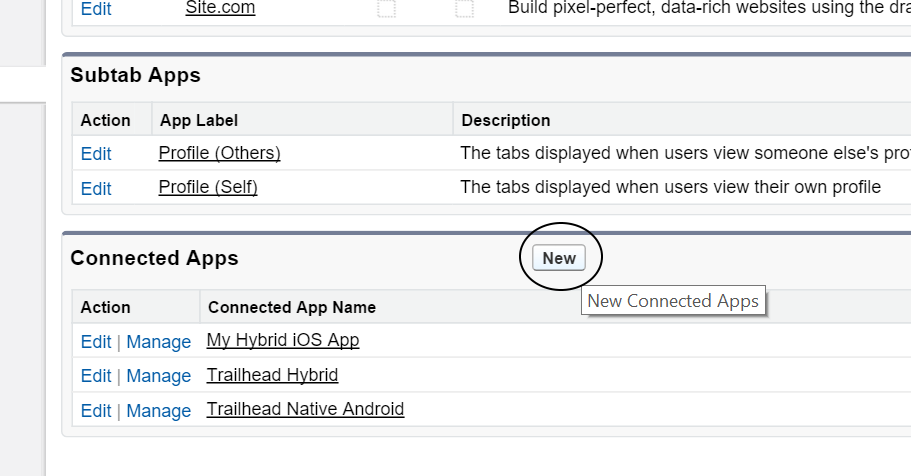 Edit Site.com Build pixel-perfect, data-rich websites using the dra
Subtab Apps
Action App Label Description
Edit Profile (Others) The tabs displayed when users view someone else's prof
Edit Profile (Self) The tabs displayed when users view their own profile
Connected Apps New
New Connected Apps
Action Connected App Name
Edit | Manage My Hybrid iOS App
Edit | Manage Trailhead Hybrid
Edit | Manage Trailhead Native Android